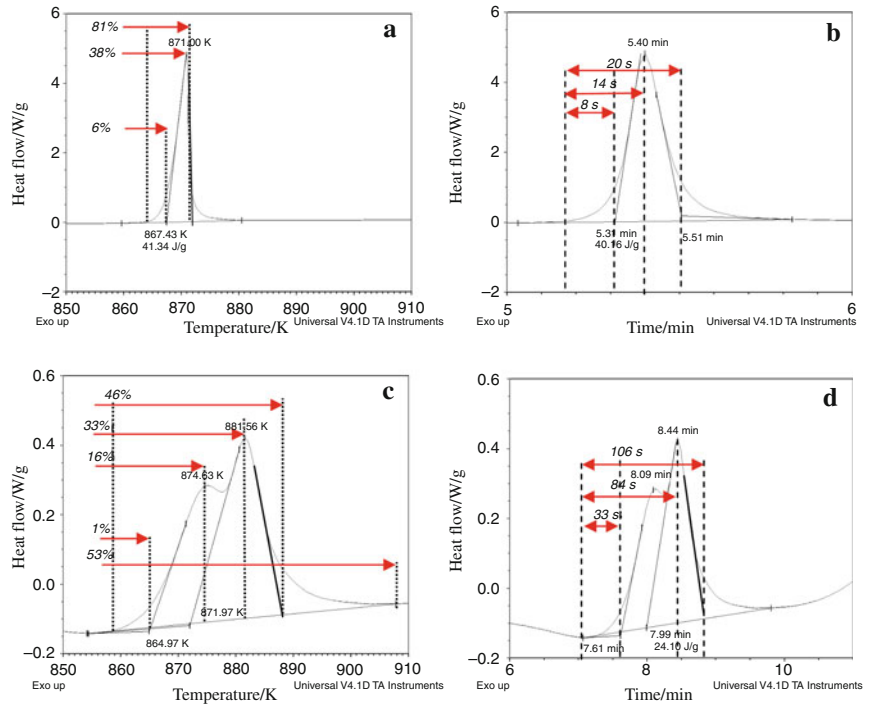 a
81%
871.00 K
38%
6%
867.43 K
41.34 J/g
6
4
2
0
−2
Heat flow/W/g
850 860 870 880 890 900 910
Exo up Temperature/K Universal V4.1D TA Instruments
b
5.40 min
20 s
14 s
8 s
5.31 min
40.16 J/g
5.51 min
6
4
2
0
−2
Heat flow/W/g
5 6
Exo up Time/min Universal V4.1D TA Instruments
c
46%
33%
881.56 K
16%
874.63 K
1%
53%
871.97 K
864.97 K
0.6
0.4
0.2
0.0
−0.2
Heat flow/W/g
850 860 870 880 890 900 910
Exo up Temperature/K Universal V4.1D TA Instruments
d
8.44 min
106 s
8.09 min
84 s
33 s
7.61 min
7.99 min
24.10 J/g
0.6
0.4
0.2
0.0
−0.2
Heat flow/W/g
6 8 10
Exo up Time/min Universal V4.1D TA Instruments